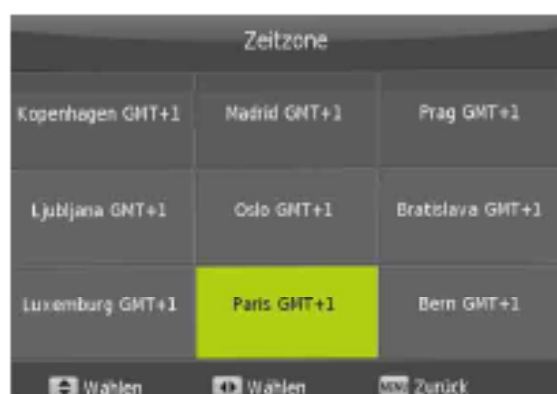 Zeitzone
Kopenhagen GMT+1 Madrid GMT+1 Prag GMT+1
Ljubljana GMT+1 Oslo GMT+1 Bratislava GMT+1
Luxemburg GMT+1 Paris GMT+1 Bern GMT+1
Wählen Wählen MENU Zurück